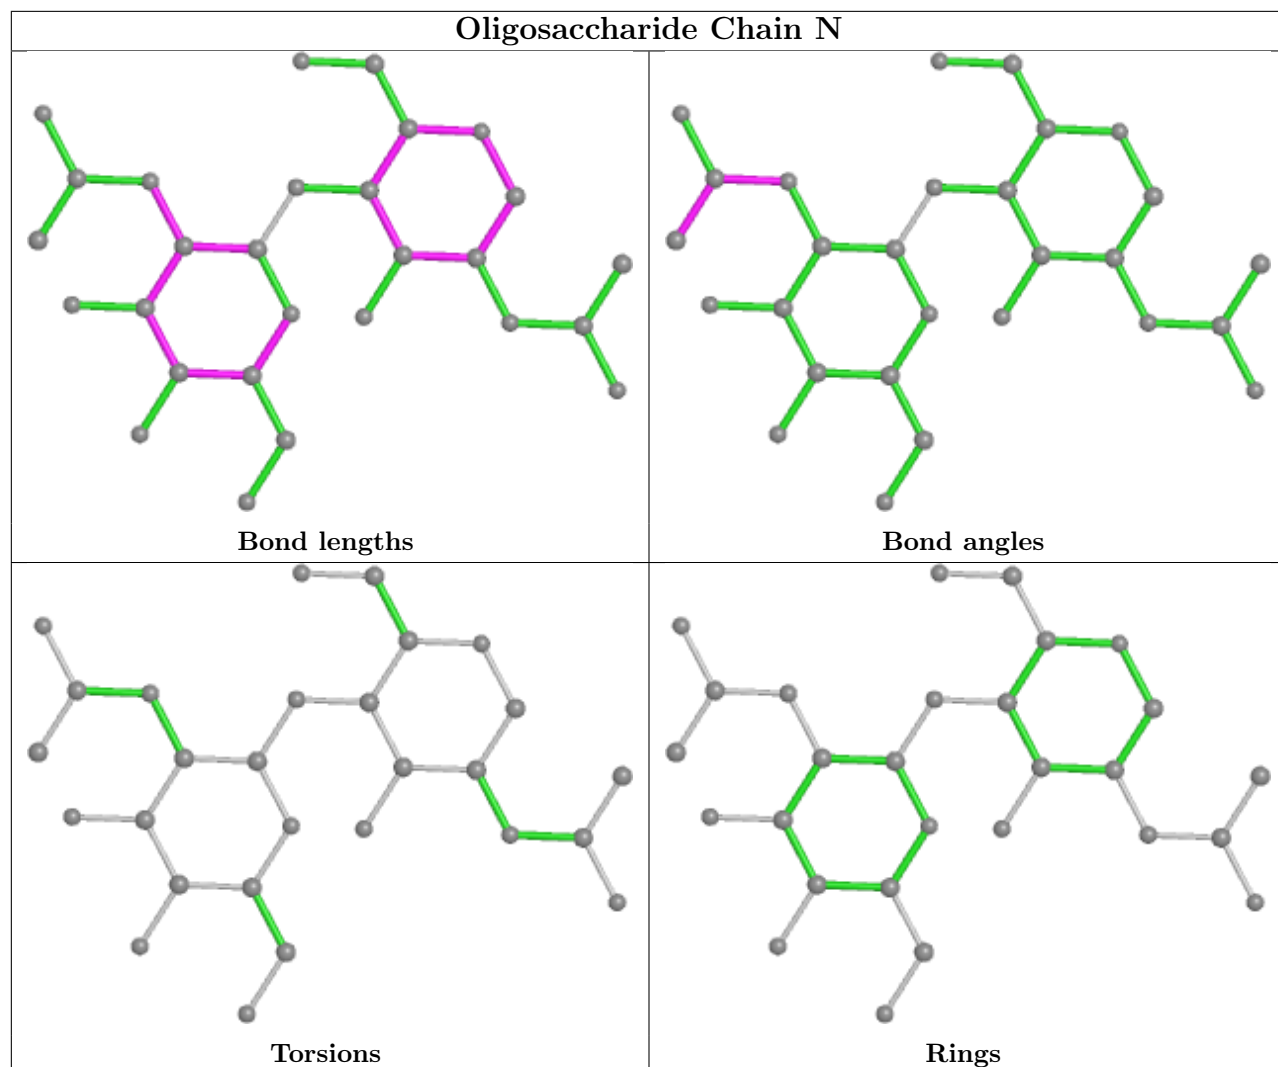 Oligosaccharide Chain N
Bond lengths
Bond angles
Torsions
Rings